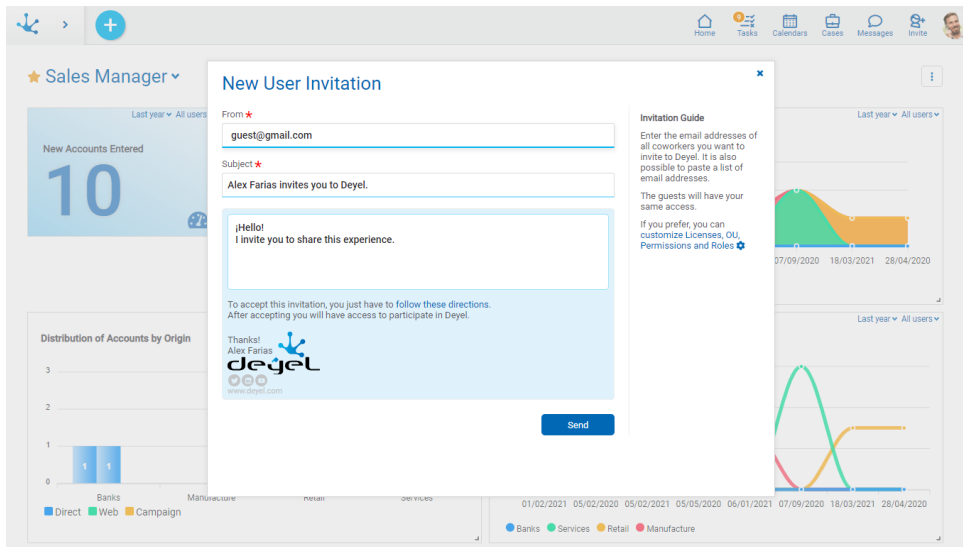 9
Home
Tasks
Calendars
Cases
Messages
Invite
Sales Manager
Last year All users
New Accounts Entered
10
New User Invitation
From *
guest@gmail.com
Subject *
Alex Farias invites you to Deyel.
¡Hello!
I invite you to share this experience.
To accept this invitation, you just have to follow these directions.
After accepting you will have access to participate in Deyel.
Thanks!
Alex Farias
deyel
www.deyel.com
Send
Invitation Guide
Enter the email addresses of
all coworkers you want to
invite to Deyel. It is also
possible to paste a list of
email addresses.
The guests will have your
same access.
If you prefer, you can
customize Licenses, OU,
Permissions and Roles
Last year All users
07/09/2020 18/03/2021 28/04/2020
Distribution of Accounts by Origin
3
2
1
0
1 1
Banks Manufacture Retail Services
Direct Web Campaign
Last year All users
01/02/2021 05/02/2020 05/02/2021 05/05/2020 06/01/2021 07/09/2020 18/03/2021 28/04/2020
Banks Services Retail Manufacture